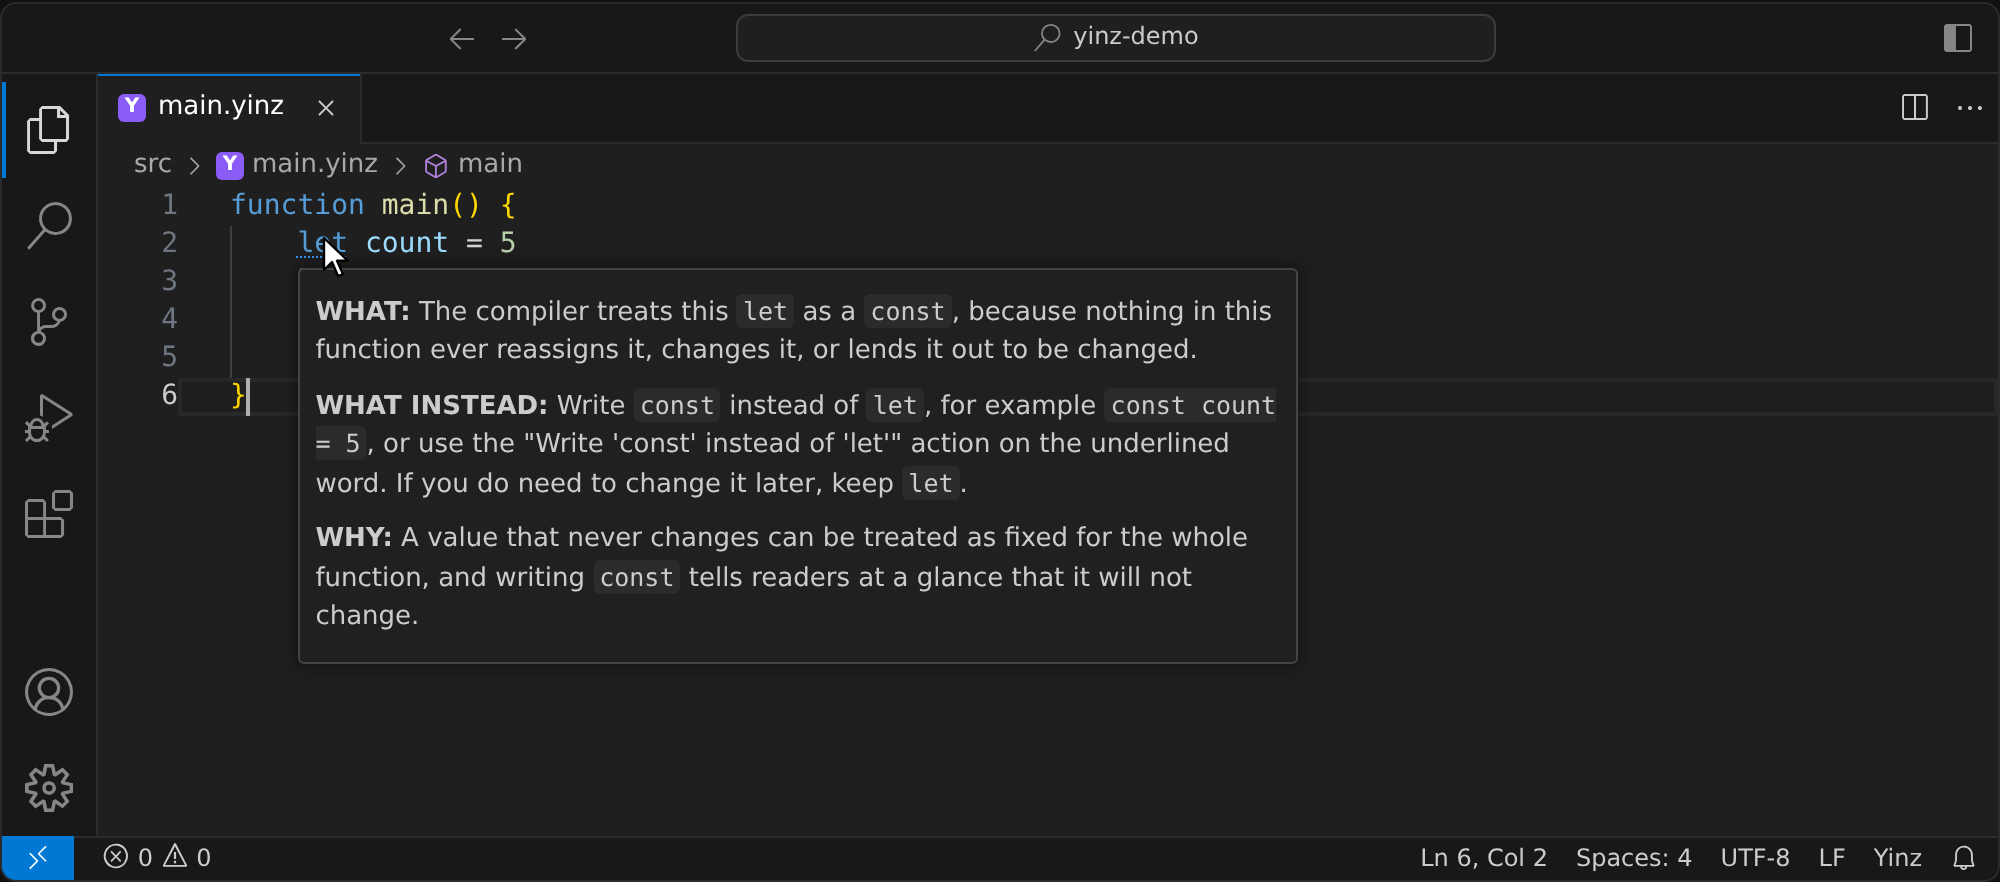 yinz-demo
Y main.yinz
src > Y main.yinz > main
1 function main() {
2 let count = 5
3
4
5
6 }
WHAT: The compiler treats this let as a const, because nothing in this
function ever reassigns it, changes it, or lends it out to be changed.
WHAT INSTEAD: Write const instead of let, for example const count
= 5, or use the "Write 'const' instead of 'let'" action on the underlined
word. If you do need to change it later, keep let.
WHY: A value that never changes can be treated as fixed for the whole
function, and writing const tells readers at a glance that it will not
change.
0 0 Ln 6, Col 2 Spaces: 4 UTF-8 LF Yinz